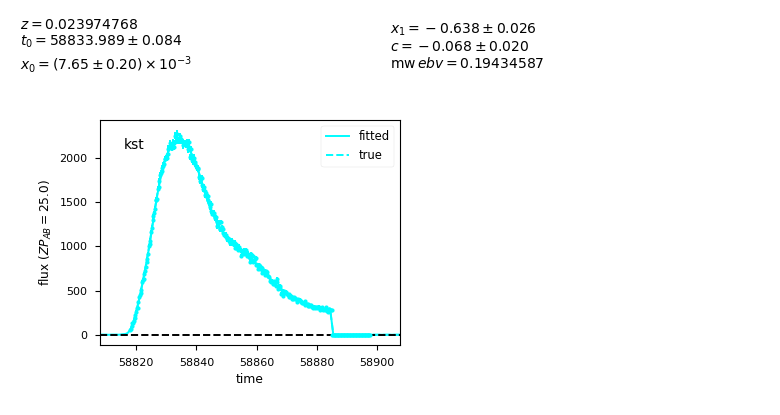 z = 0.023974768
t₀ = 58833.989 ± 0.084
x₀ = (7.65 ± 0.20) × 10⁻³
x₁ = −0.638 ± 0.026
c = −0.068 ± 0.020
mw ebv = 0.19434587
kst
fitted
true
flux (ZP_AB = 25.0)
2000
1500
1000
500
0
58820 58840 58860 58880 58900
time